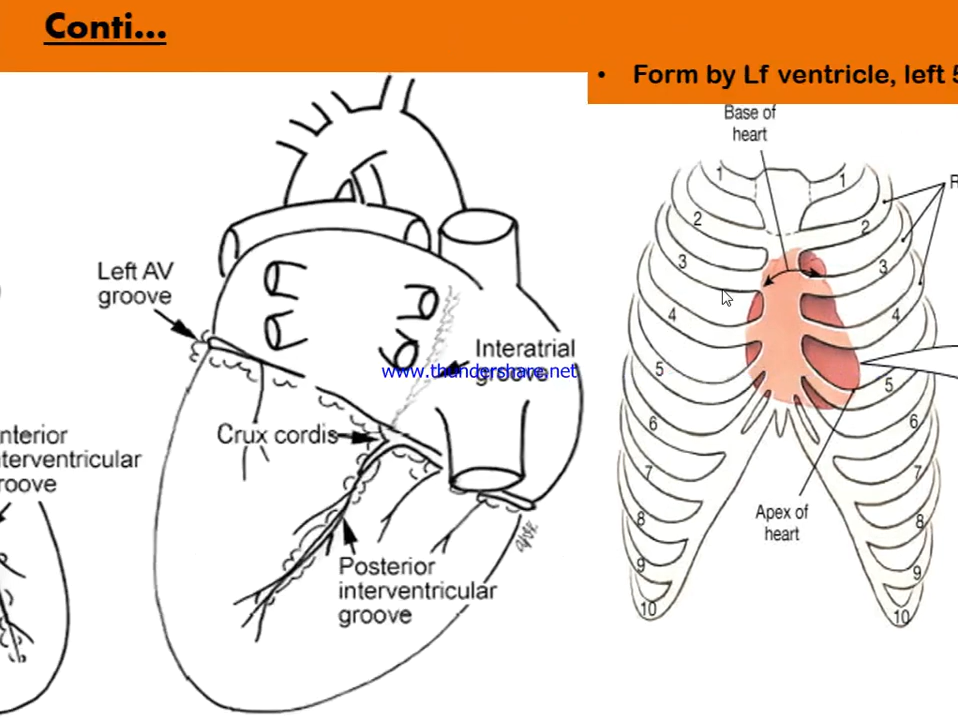 Conti...
• Form by Lf ventricle, left 5
Base of
heart
1
1
2
2
3
3
4
4
5
5
6
6
7
7
8
8
9
9
10
10
R
Left AV
groove
Interatrial
groove
www.thundershare.net
Crux cordis
nterior
terventricular
roove
Posterior
interventricular
groove
Apex of
heart